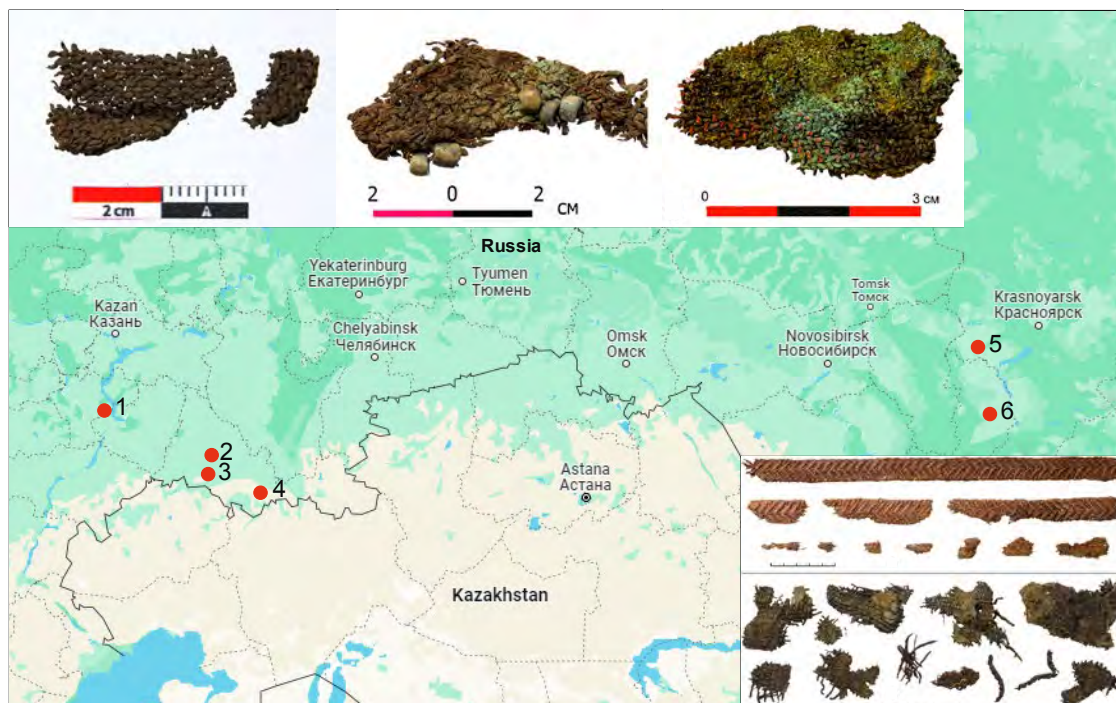 2 cm
A
2 0 2
CM
0 3 см
Russia
Yekaterinburg
Екатеринбург
Tyumen
Тюмень
Kazan
Казань
Chelyabinsk
Челябинск
Omsk
Омск
Tomsk
Томск
Novosibirsk
Новосибирск
Krasnoyarsk
Красноярск
5
1
6
2
3
4
Astana
Астана
Kazakhstan